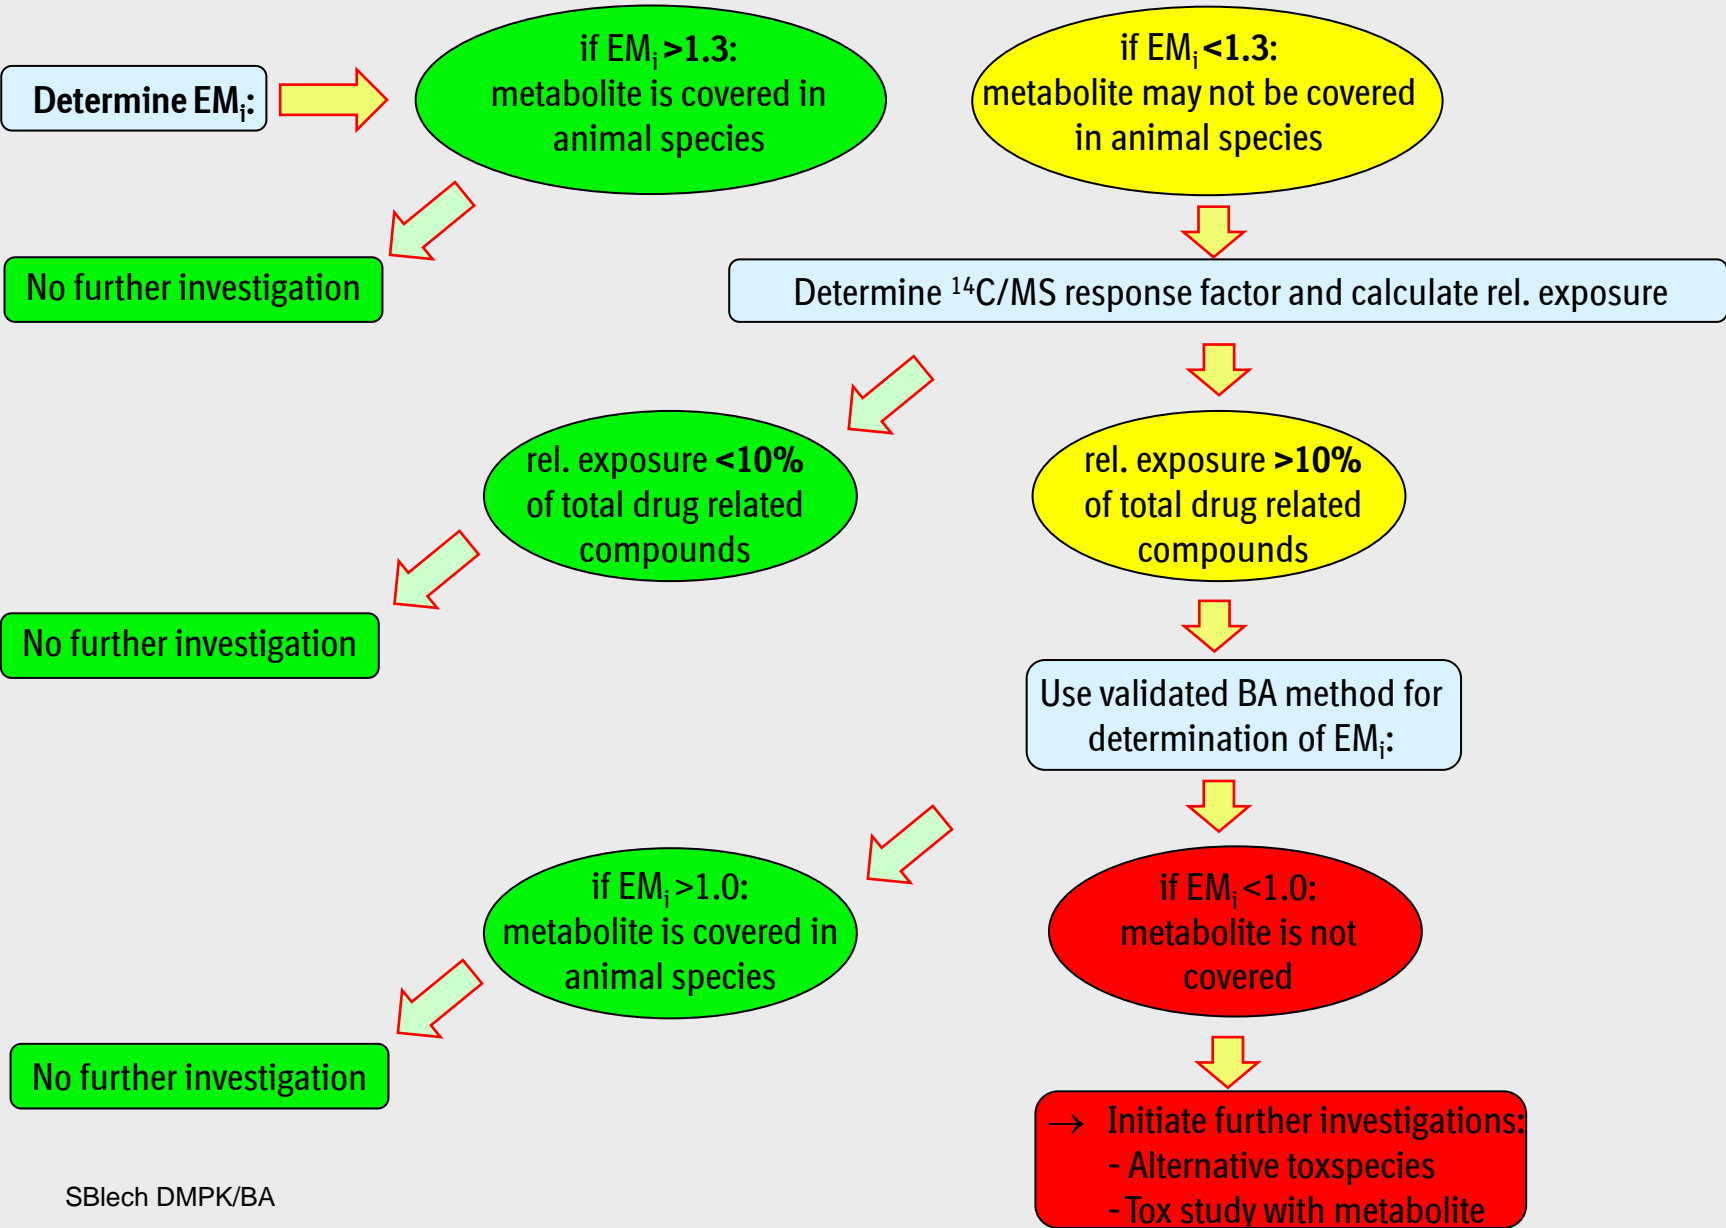 Determine EMi:
if EMi >1.3:
metabolite is covered in
animal species
if EMi <1.3:
metabolite may not be covered
in animal species
No further investigation
Determine ¹⁴C/MS response factor and calculate rel. exposure
rel. exposure <10%
of total drug related
compounds
rel. exposure >10%
of total drug related
compounds
No further investigation
Use validated BA method for
determination of EMi:
if EMi >1.0:
metabolite is covered in
animal species
if EMi <1.0:
metabolite is not
covered
No further investigation
→ Initiate further investigations:
- Alternative toxspecies
- Tox study with metabolite
SBlech DMPK/BA